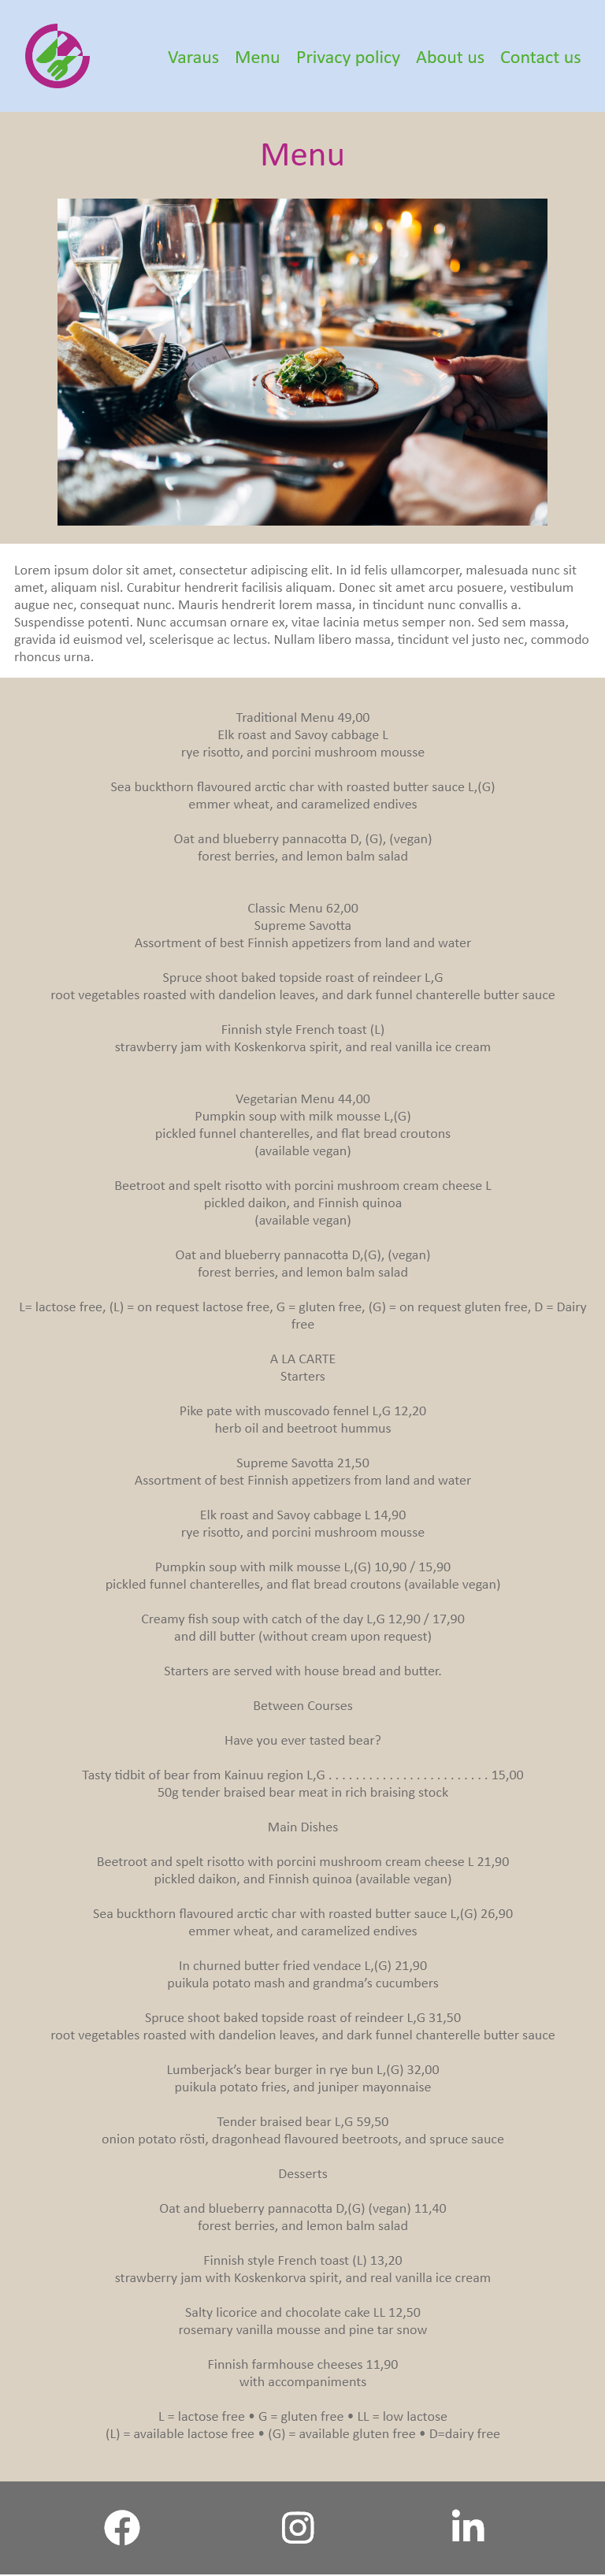 Varaus Menu Privacy policy About us Contact us
Menu
Lorem ipsum dolor sit amet, consectetur adipiscing elit. In id felis ullamcorper, malesuada nunc sit
amet, aliquam nisl. Curabitur hendrerit facilisis aliquam. Donec sit amet arcu posuere, vestibulum
augue nec, consequat nunc. Mauris hendrerit lorem massa, in tincidunt nunc convallis a.
Suspendisse potenti. Nunc accumsan ornare ex, vitae lacinia metus semper non. Sed sem massa,
gravida id euismod vel, scelerisque ac lectus. Nullam libero massa, tincidunt vel justo nec, commodo
rhoncus urna.
Traditional Menu 49,00
Elk roast and Savoy cabbage L
rye risotto, and porcini mushroom mousse
Sea buckthorn flavoured arctic char with roasted butter sauce L,(G)
emmer wheat, and caramelized endives
Oat and blueberry pannacotta D, (G), (vegan)
forest berries, and lemon balm salad
Classic Menu 62,00
Supreme Savotta
Assortment of best Finnish appetizers from land and water
Spruce shoot baked topside roast of reindeer L,G
root vegetables roasted with dandelion leaves, and dark funnel chanterelle butter sauce
Finnish style French toast (L)
strawberry jam with Koskenkorva spirit, and real vanilla ice cream
Vegetarian Menu 44,00
Pumpkin soup with milk mousse L,(G)
pickled funnel chanterelles, and flat bread croutons
(available vegan)
Beetroot and spelt risotto with porcini mushroom cream cheese L
pickled daikon, and Finnish quinoa
(available vegan)
Oat and blueberry pannacotta D,(G), (vegan)
forest berries, and lemon balm salad
L= lactose free, (L) = on request lactose free, G = gluten free, (G) = on request gluten free, D = Dairy
free
A LA CARTE
Starters
Pike pate with muscovado fennel L,G 12,20
herb oil and beetroot hummus
Supreme Savotta 21,50
Assortment of best Finnish appetizers from land and water
Elk roast and Savoy cabbage L 14,90
rye risotto, and porcini mushroom mousse
Pumpkin soup with milk mousse L,(G) 10,90 / 15,90
pickled funnel chanterelles, and flat bread croutons (available vegan)
Creamy fish soup with catch of the day L,G 12,90 / 17,90
and dill butter (without cream upon request)
Starters are served with house bread and butter.
Between Courses
Have you ever tasted bear?
Tasty tidbit of bear from Kainuu region L,G . . . . . . . . . . . . . . . . . . . . . . . . 15,00
50g tender braised bear meat in rich braising stock
Main Dishes
Beetroot and spelt risotto with porcini mushroom cream cheese L 21,90
pickled daikon, and Finnish quinoa (available vegan)
Sea buckthorn flavoured arctic char with roasted butter sauce L,(G) 26,90
emmer wheat, and caramelized endives
In churned butter fried vendace L,(G) 21,90
puikula potato mash and grandma’s cucumbers
Spruce shoot baked topside roast of reindeer L,G 31,50
root vegetables roasted with dandelion leaves, and dark funnel chanterelle butter sauce
Lumberjack’s bear burger in rye bun L,(G) 32,00
puikula potato fries, and juniper mayonnaise
Tender braised bear L,G 59,50
onion potato rösti, dragonhead flavoured beetroots, and spruce sauce
Desserts
Oat and blueberry pannacotta D,(G) (vegan) 11,40
forest berries, and lemon balm salad
Finnish style French toast (L) 13,20
strawberry jam with Koskenkorva spirit, and real vanilla ice cream
Salty licorice and chocolate cake LL 12,50
rosemary vanilla mousse and pine tar snow
Finnish farmhouse cheeses 11,90
with accompaniments
L = lactose free • G = gluten free • LL = low lactose
(L) = available lactose free • (G) = available gluten free • D=dairy free